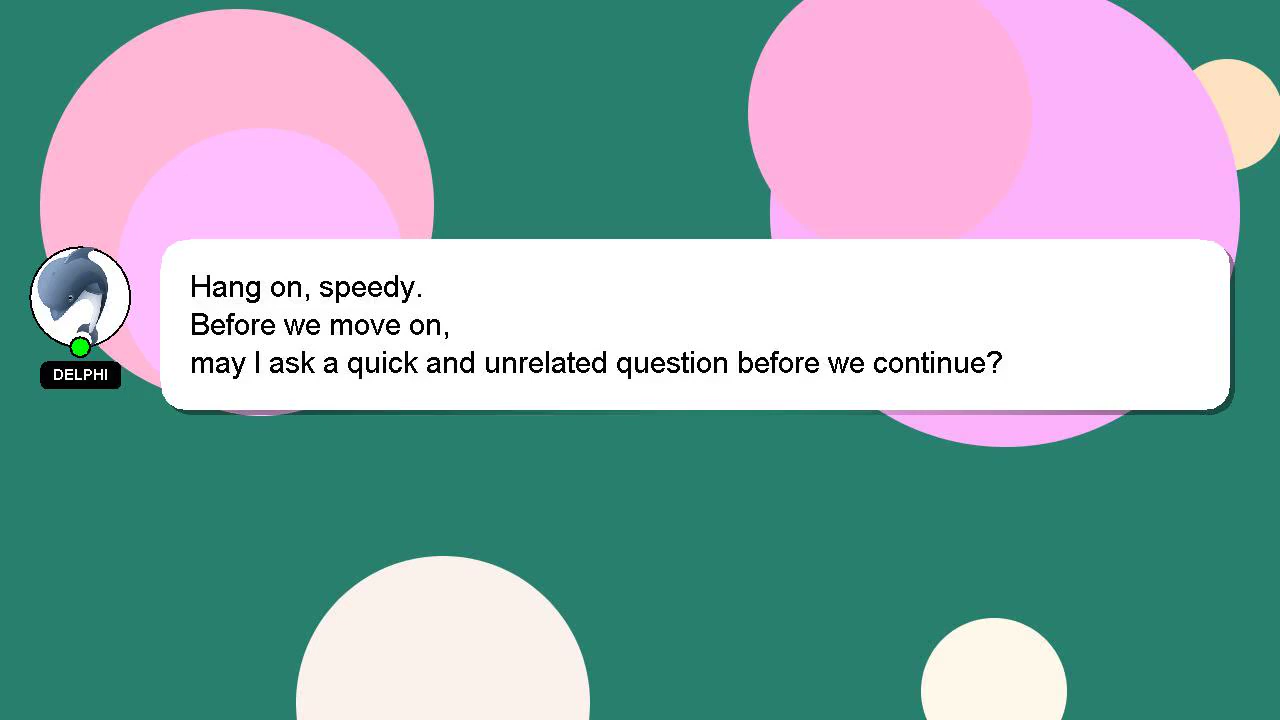 Hang on, speedy.
Before we move on,
may I ask a quick and unrelated question before we continue?
DELPHI